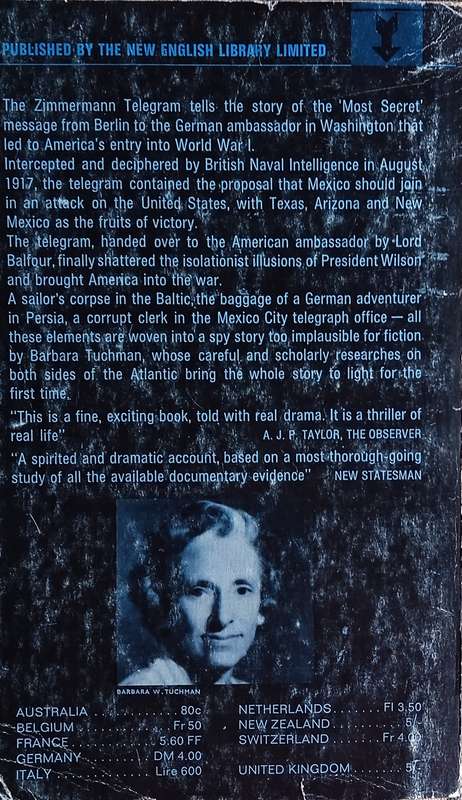 PUBLISHED BY THE NEW ENGLISH LIBRARY LIMITED
The Zimmermann Telegram tells the story of the 'Most Secret'
message from Berlin to the German ambassador in Washington that
led to America's entry into World War I.
Intercepted and deciphered by British Naval Intelligence in August
1917, the telegram contained the proposal that Mexico should join
in an attack on the United States, with Texas, Arizona and New
Mexico as the fruits of victory.
The telegram, handed over to the American ambassador by Lord
Balfour, finally shattered the isolationist illusions of President Wilson
and brought America into the war.
A sailor's corpse in the Baltic, the baggage of a German adventurer
in Persia, a corrupt clerk in the Mexico City telegraph office — all
these elements are woven into a spy story too implausible for fiction
by Barbara Tuchman, whose careful and scholarly researches on
both sides of the Atlantic bring the whole story to light for the
first time.
"This is a fine, exciting book, told with real drama. It is a thriller of
real life" A. J. P. TAYLOR, THE OBSERVER
"A spirited and dramatic account, based on a most thorough-going
study of all the available documentary evidence" NEW STATESMAN
BARBARA W. TUCHMAN
AUSTRALIA . . . . . . . . . . . 80c
BELGIUM . . . . . . . . . . . Fr 50
FRANCE . . . . . . . . . . 5.60 FF
GERMANY . . . . . . . . DM 4.00
ITALY . . . . . . . . . . . Lire 600
NETHERLANDS . . . . . . . Fl 3.50
NEW ZEALAND . . . . . . . . 5/-
SWITZERLAND . . . . . . . Fr 4.00
UNITED KINGDOM . . . . . . . 5/-